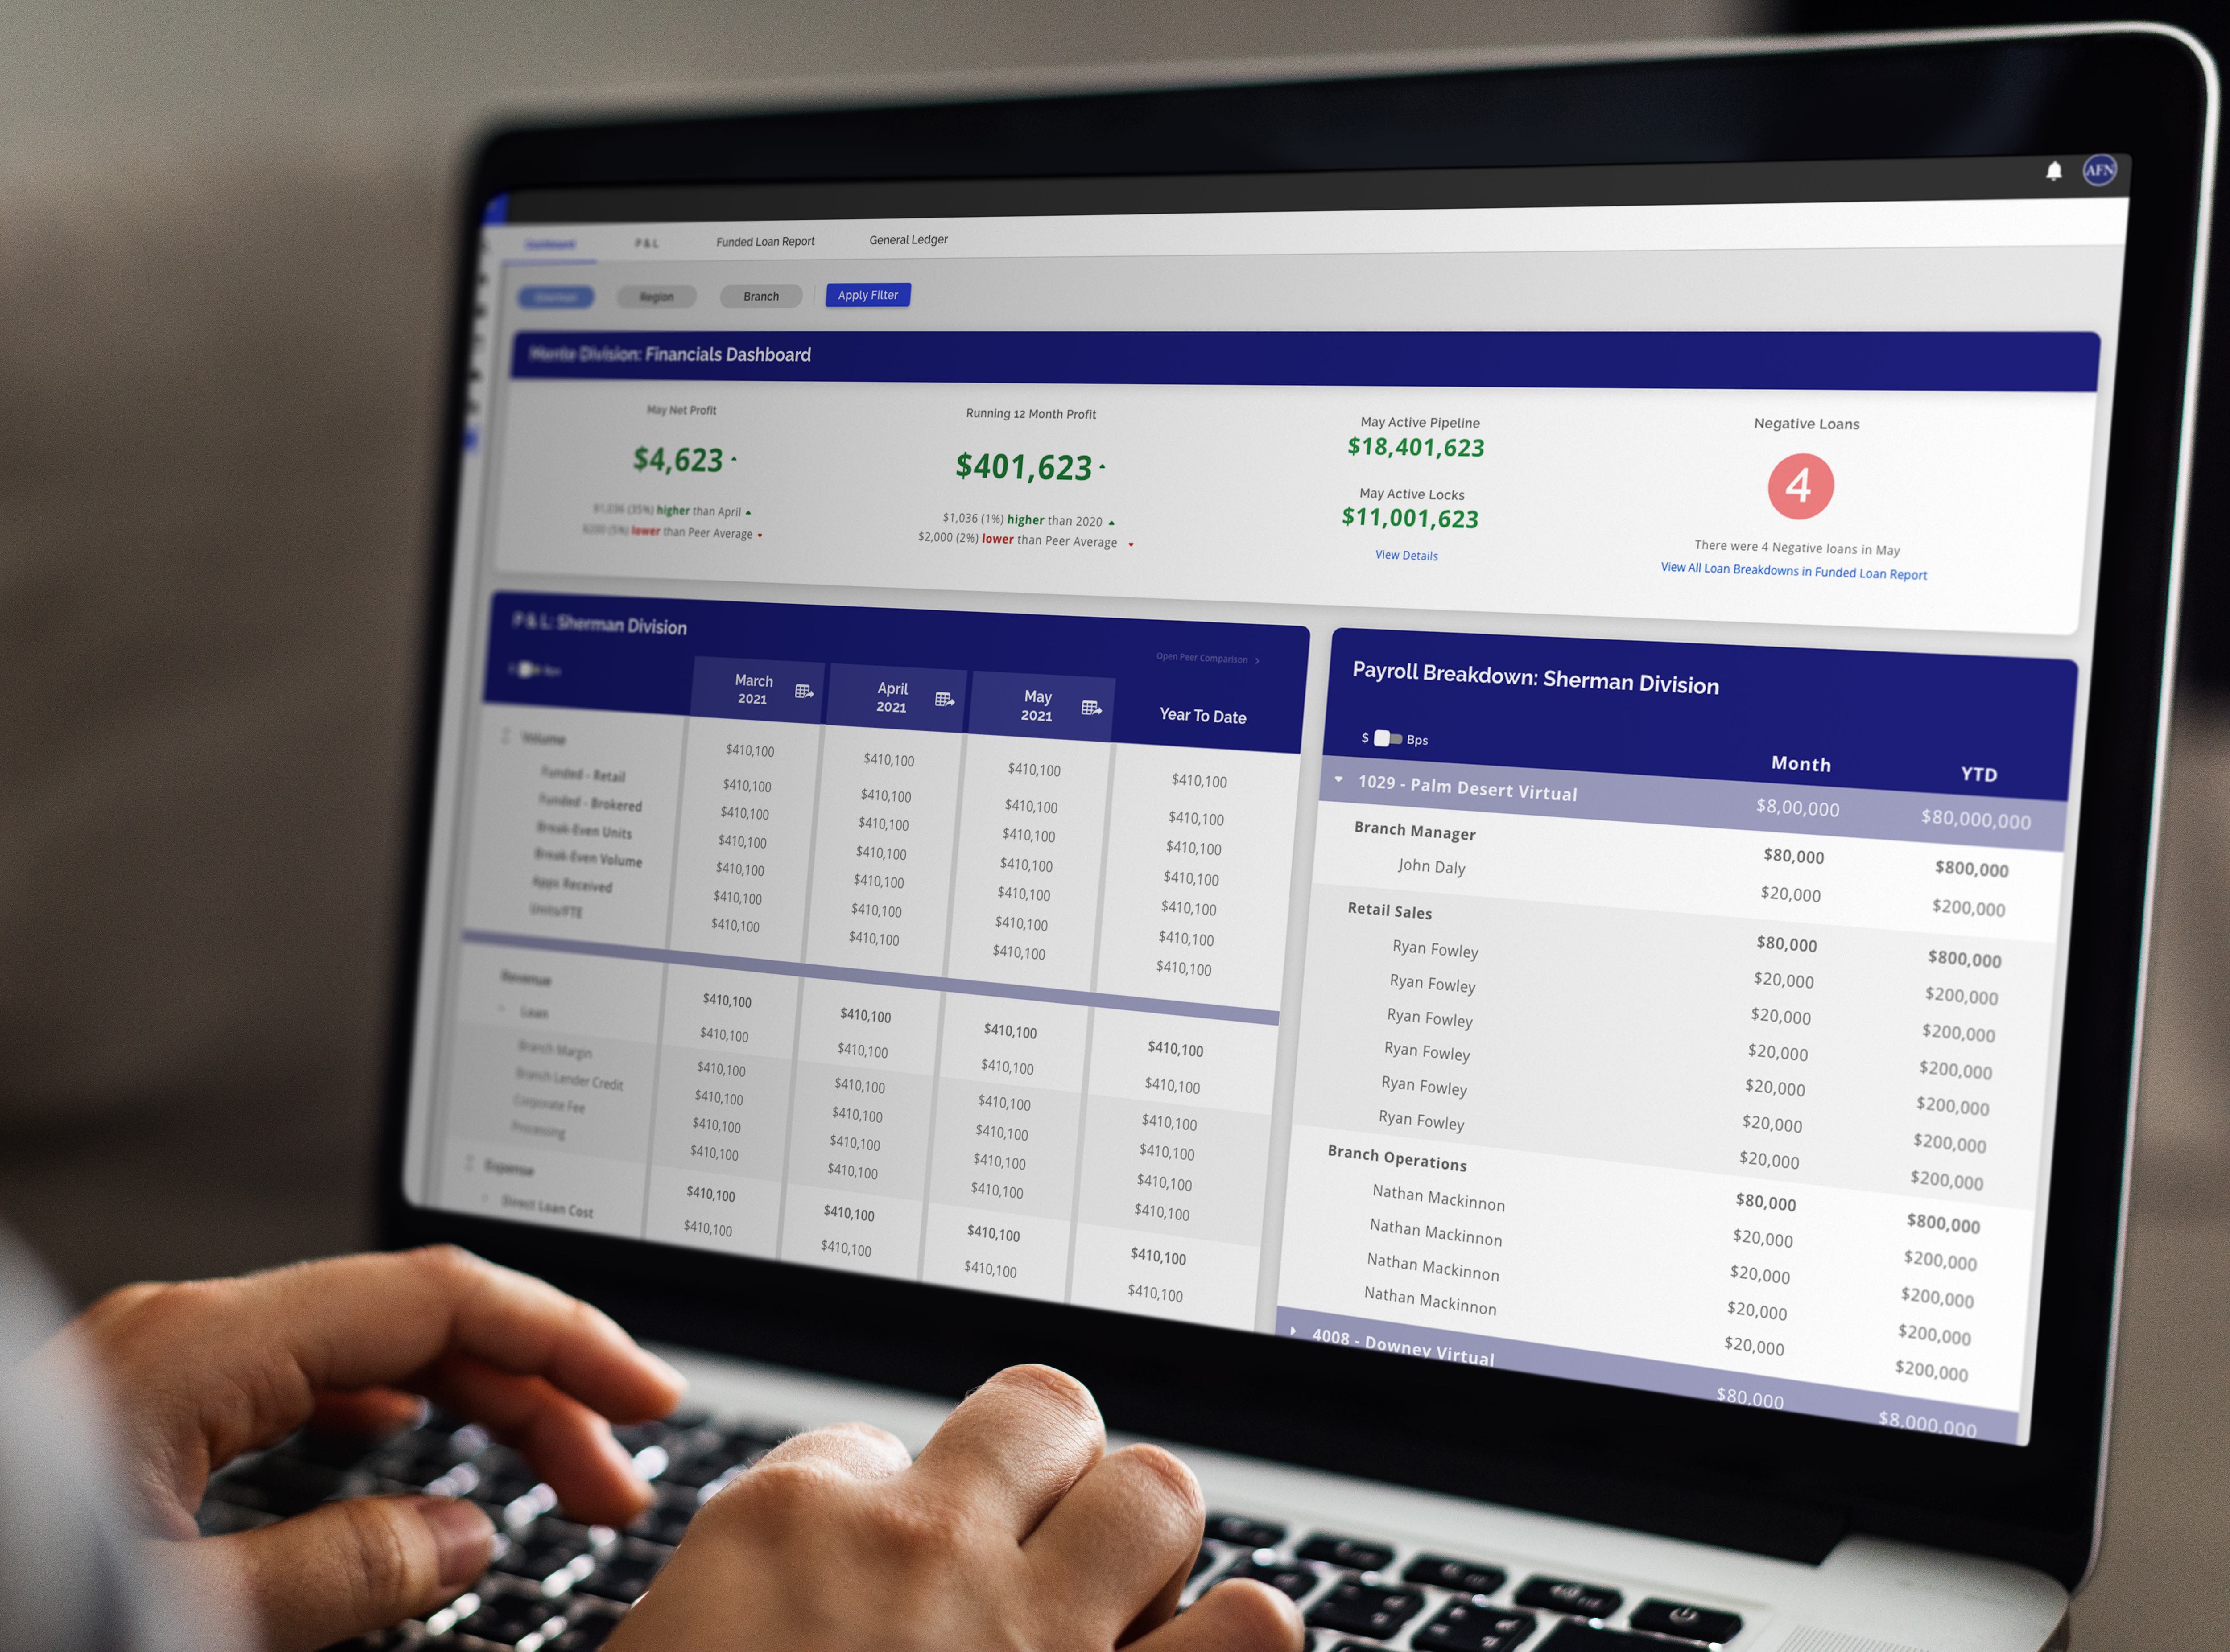 AFN
Dashboard P & L Funded Loan Report General Ledger
Region Branch Apply Filter
Division: Financials Dashboard
May Net Profit
$4,623
$1,036 (35%) higher than April
$200 (5%) lower than Peer Average
Running 12 Month Profit
$401,623
$1,036 (1%) higher than 2020
$2,000 (2%) lower than Peer Average
May Active Pipeline
$18,401,623
May Active Locks
$11,001,623
View Details
Negative Loans
4
There were 4 Negative loans in May
View All Loan Breakdowns in Funded Loan Report
P & L: Sherman Division
Open Peer Comparison >
$ Bps
March 2021 April 2021 May 2021 Year To Date
Volume $410,100 $410,100 $410,100 $410,100
Funded - Retail $410,100 $410,100 $410,100 $410,100
Funded - Brokered $410,100 $410,100 $410,100 $410,100
Break-Even Units $410,100 $410,100 $410,100 $410,100
Break-Even Volume $410,100 $410,100 $410,100 $410,100
Apps Received $410,100 $410,100 $410,100 $410,100
Units/FTE $410,100 $410,100 $410,100 $410,100
Revenue $410,100 $410,100 $410,100 $410,100
Loan $410,100 $410,100 $410,100 $410,100
Branch Margin $410,100 $410,100 $410,100 $410,100
Branch Lender Credit $410,100 $410,100 $410,100 $410,100
Corporate Fee $410,100 $410,100 $410,100 $410,100
Processing $410,100 $410,100 $410,100 $410,100
Expense $410,100 $410,100 $410,100 $410,100
Direct Loan Cost $410,100 $410,100 $410,100 $410,100
Payroll Breakdown: Sherman Division
$ Bps
Month YTD
1029 - Palm Desert Virtual $8,00,000 $80,000,000
Branch Manager $80,000 $800,000
John Daly $20,000 $200,000
Retail Sales $80,000 $800,000
Ryan Fowley $20,000 $200,000
Ryan Fowley $20,000 $200,000
Ryan Fowley $20,000 $200,000
Ryan Fowley $20,000 $200,000
Ryan Fowley $20,000 $200,000
Ryan Fowley $20,000 $200,000
Branch Operations $80,000 $800,000
Nathan Mackinnon $20,000 $200,000
Nathan Mackinnon $20,000 $200,000
Nathan Mackinnon $20,000 $200,000
Nathan Mackinnon $20,000 $200,000
4008 - Downey Virtual $80,000 $8,000,000